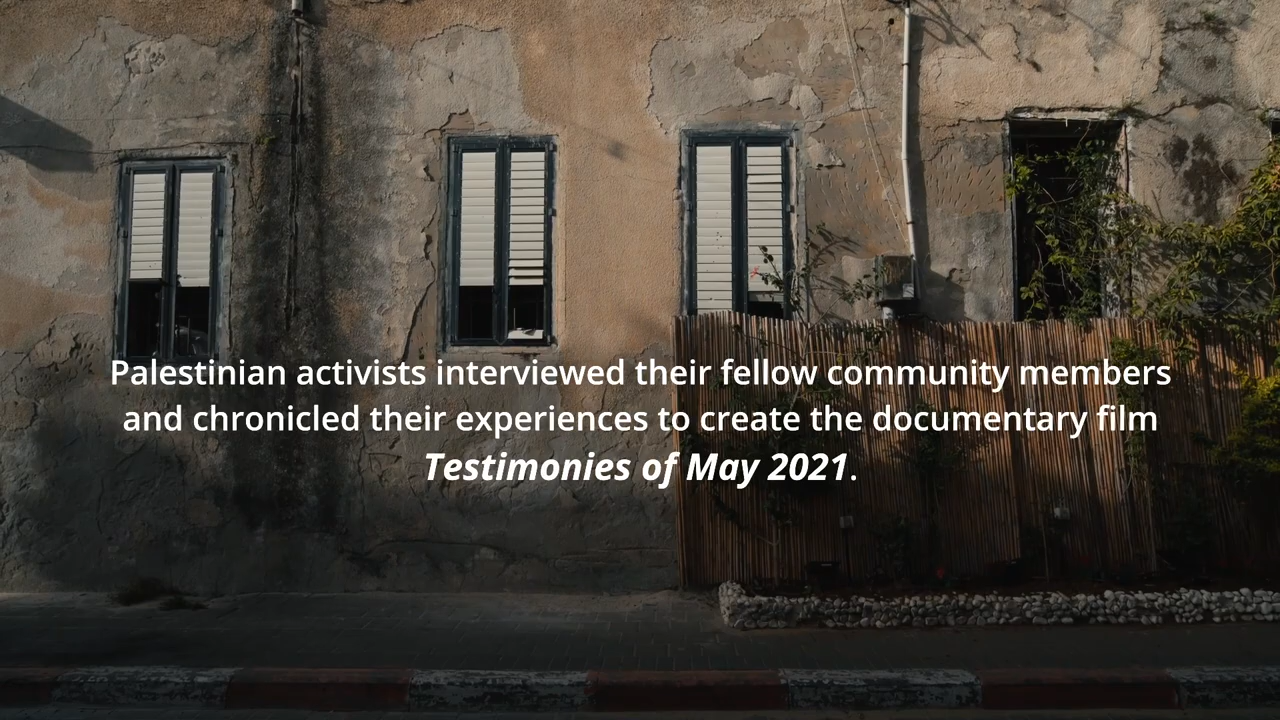 Palestinian activists interviewed their fellow community members
and chronicled their experiences to create the documentary film
Testimonies of May 2021.